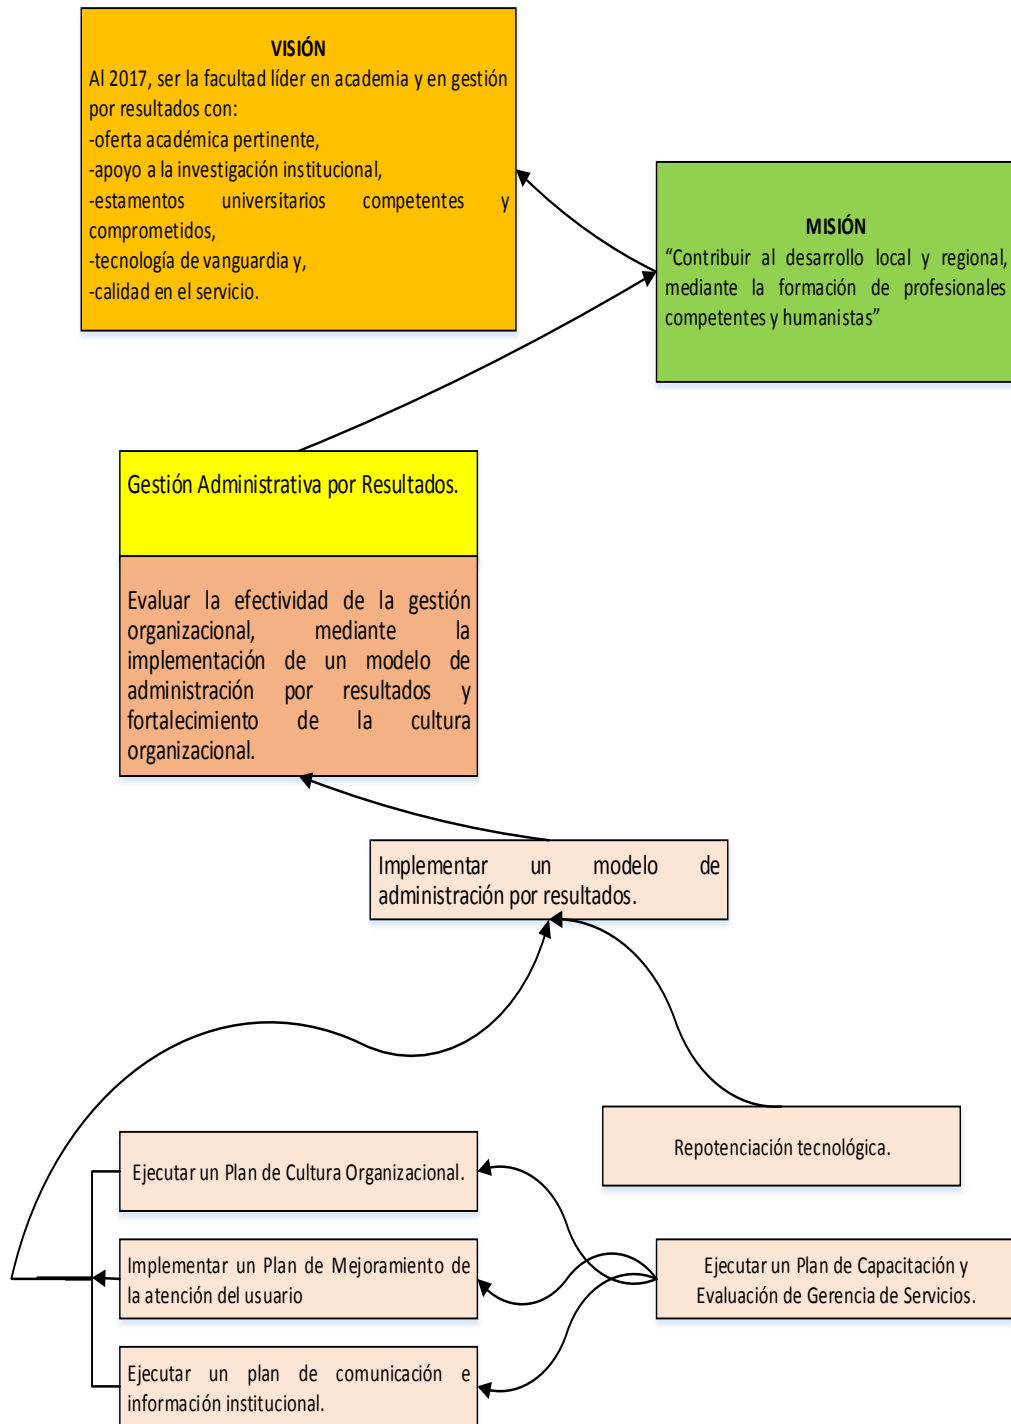 VISIÓN
Al 2017, ser la facultad líder en academia y en gestión
por resultados con:
-oferta académica pertinente,
-apoyo a la investigación institucional,
-estamentos universitarios competentes y
comprometidos,
-tecnología de vanguardia y,
-calidad en el servicio.
MISIÓN
“Contribuir al desarrollo local y regional,
mediante la formación de profesionales
competentes y humanistas”
Gestión Administrativa por Resultados.
Evaluar la efectividad de la gestión
organizacional, mediante la
implementación de un modelo de
administración por resultados y
fortalecimiento de la cultura
organizacional.
Implementar un modelo de
administración por resultados.
Repotenciación tecnológica.
Ejecutar un Plan de Cultura Organizacional.
Implementar un Plan de Mejoramiento de
la atención del usuario
Ejecutar un Plan de Capacitación y
Evaluación de Gerencia de Servicios.
Ejecutar un plan de comunicación e
información institucional.